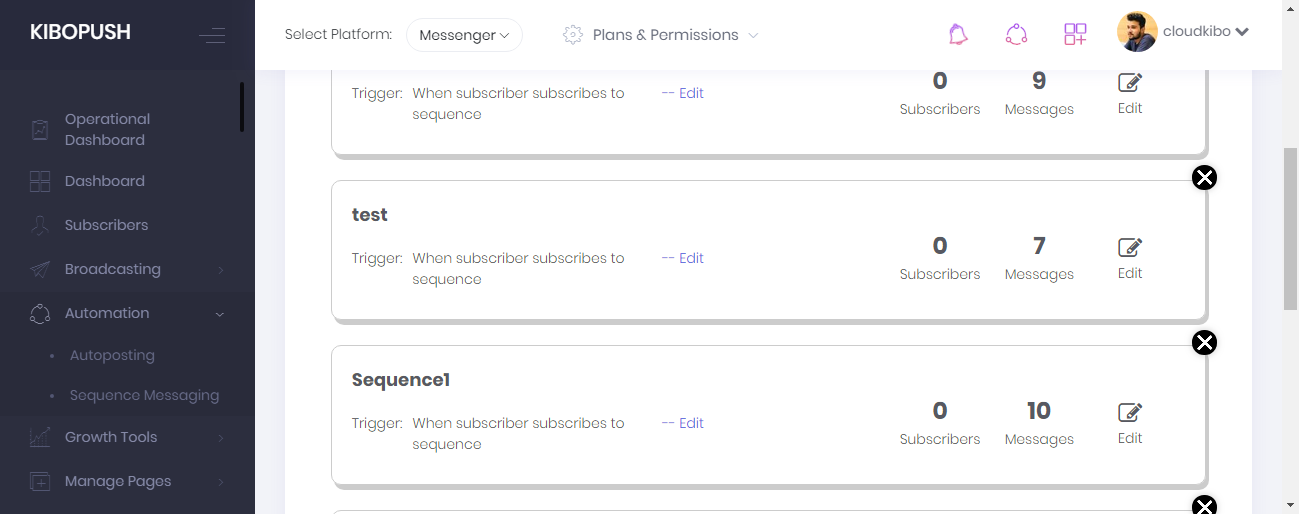 KIBOPUSH
Select Platform: Messenger Plans & Permissions cloudkibo
Operational
Dashboard
Dashboard
Subscribers
Broadcasting
Automation
Autoposting
Sequence Messaging
Growth Tools
Manage Pages
Trigger: When subscriber subscribes to
sequence
-- Edit
0
Subscribers
9
Messages
Edit
test
Trigger: When subscriber subscribes to
sequence
-- Edit
0
Subscribers
7
Messages
Edit
Sequence1
Trigger: When subscriber subscribes to
sequence
-- Edit
0
Subscribers
10
Messages
Edit